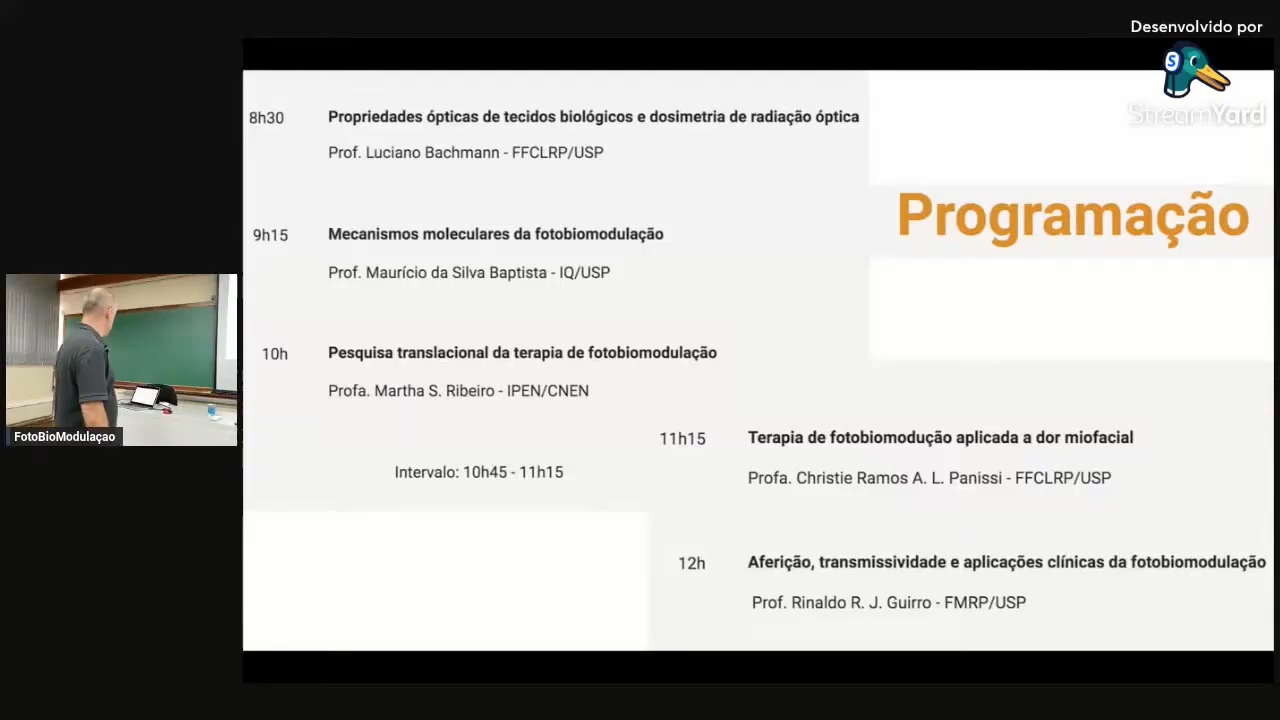 Desenvolvido por
StreamYard
Programação
8h30
Propriedades ópticas de tecidos biológicos e dosimetria de radiação óptica
Prof. Luciano Bachmann - FFCLRP/USP
9h15
Mecanismos moleculares da fotobiomodulação
Prof. Maurício da Silva Baptista - IQ/USP
10h
Pesquisa translacional da terapia de fotobiomodulação
Profa. Martha S. Ribeiro - IPEN/CNEN
Intervalo: 10h45 - 11h15
11h15
Terapia de fotobiomodução aplicada a dor miofacial
Profa. Christie Ramos A. L. Panissi - FFCLRP/USP
12h
Aferição, transmissividade e aplicações clínicas da fotobiomodulação
Prof. Rinaldo R. J. Guirro - FMRP/USP
FotoBioModulaçao